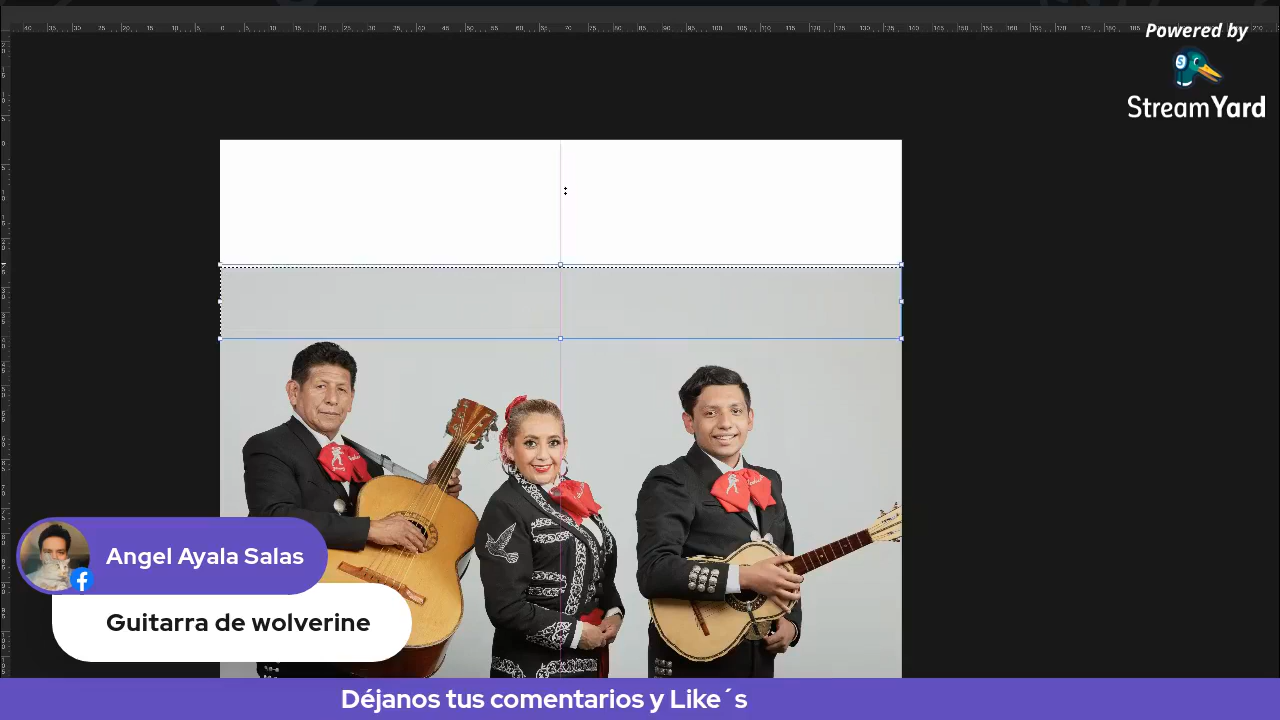 Powered by
StreamYard
Angel Ayala Salas
Guitarra de wolverine
Déjanos tus comentarios y Like´s